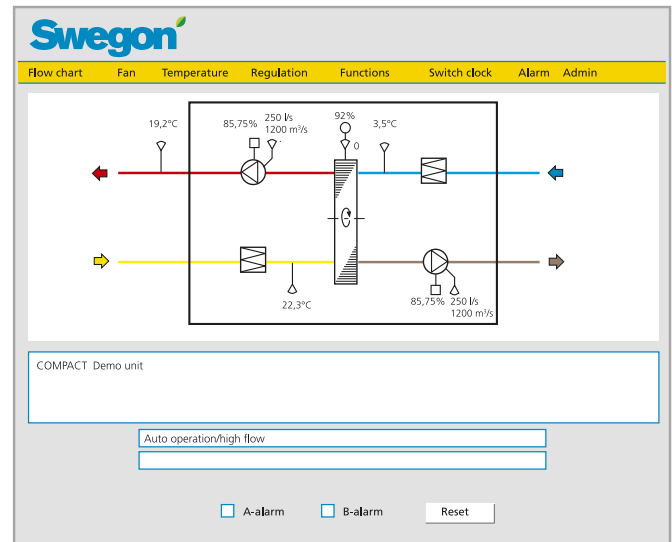 Swegon
Flow chart Fan Temperature Regulation Functions Switch clock Alarm Admin
19,2°C
85,75%
250 l/s
1200 m³/s
92%
0
3,5°C
22,3°C
85,75%
250 l/s
1200 m³/s
COMPACT Demo unit
Auto operation/high flow
A-alarm B-alarm Reset